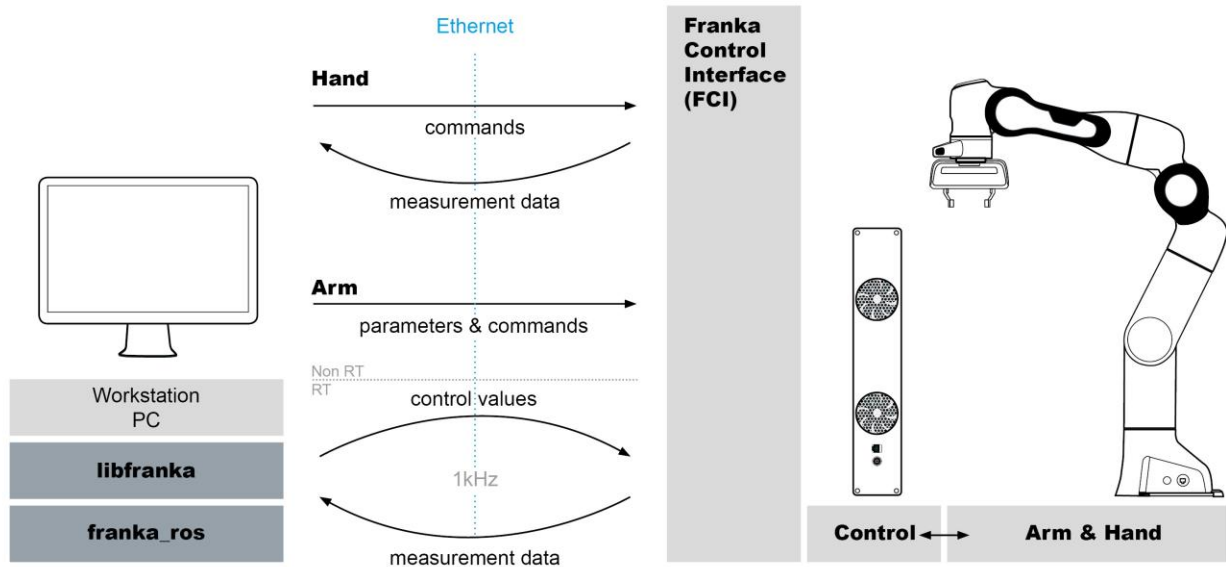 Ethernet
Hand
commands
measurement data
Arm
parameters & commands
Non RT
RT
control values
1kHz
measurement data
Workstation
PC
libfranka
franka_ros
Franka
Control
Interface
(FCI)
Control
Arm & Hand